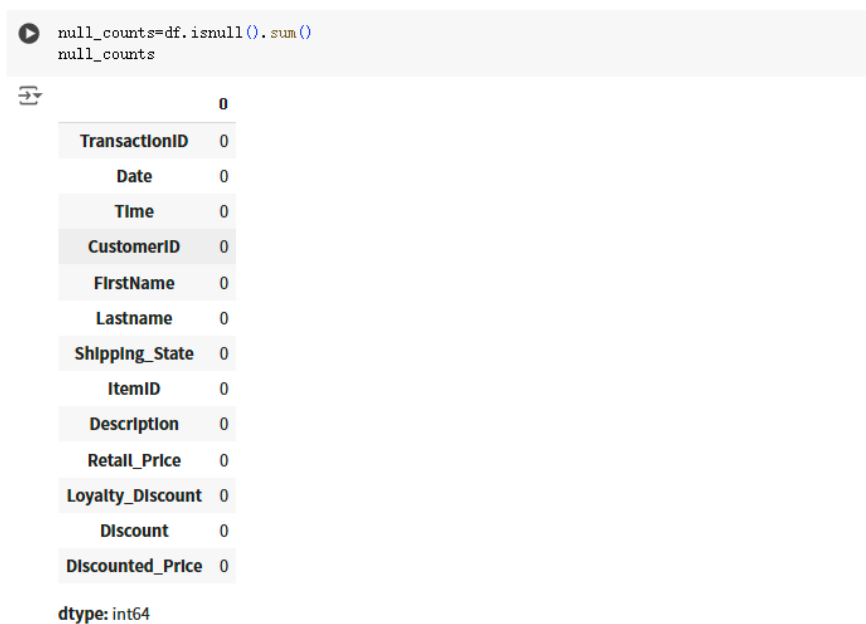 null_counts=df.isnull().sum()
null_counts
0
TransactionID 0
Date 0
Time 0
CustomerID 0
FirstName 0
Lastname 0
Shipping_State 0
ItemID 0
Description 0
Retail_Price 0
Loyalty_Discount 0
Discount 0
Discounted_Price 0
dtype: int64